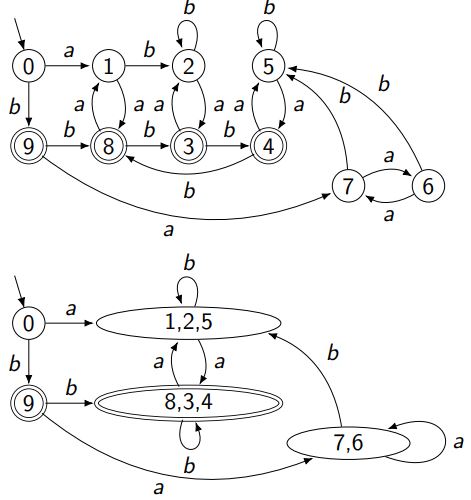 b b
0 a 1 b 2 5
b a a a a a a b b
9 b 8 b 3 b 4
a
b 7 6
a
a
b
0 a 1,2,5
b a a b
9 b 8,3,4
b 7,6 a
a